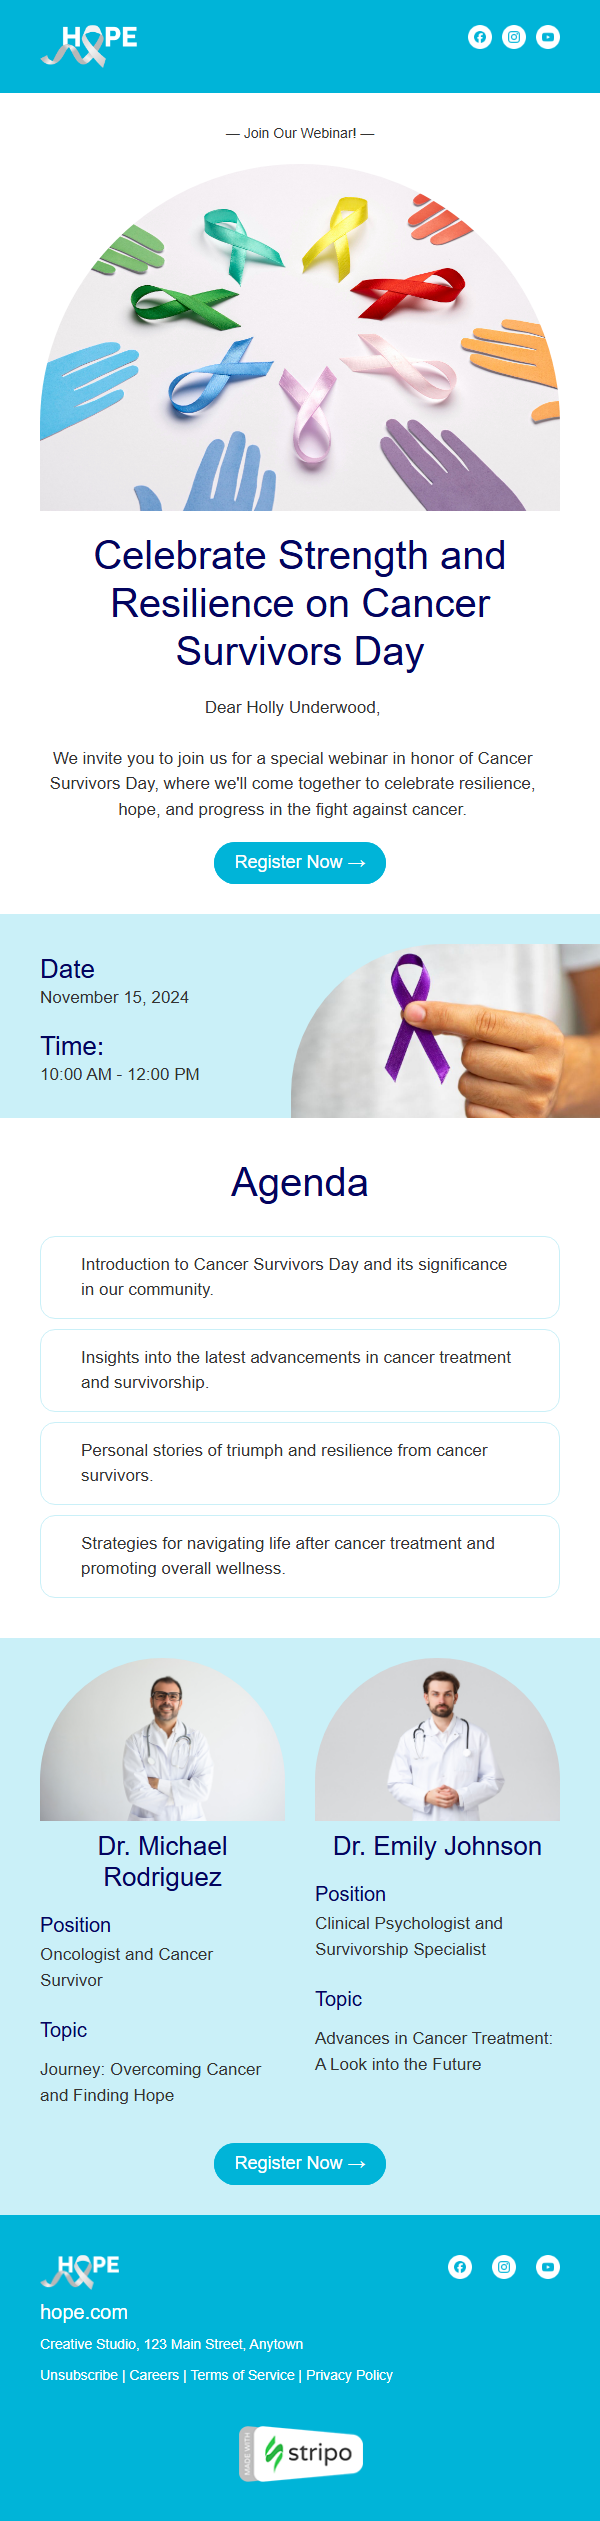 HOPE
— Join Our Webinar! —
Celebrate Strength and
Resilience on Cancer
Survivors Day
Dear Holly Underwood,
We invite you to join us for a special webinar in honor of Cancer
Survivors Day, where we'll come together to celebrate resilience,
hope, and progress in the fight against cancer.
Register Now →
Date
November 15, 2024
Time:
10:00 AM - 12:00 PM
Agenda
Introduction to Cancer Survivors Day and its significance
in our community.
Insights into the latest advancements in cancer treatment
and survivorship.
Personal stories of triumph and resilience from cancer
survivors.
Strategies for navigating life after cancer treatment and
promoting overall wellness.
Dr. Michael
Rodriguez
Position
Oncologist and Cancer
Survivor
Topic
Journey: Overcoming Cancer
and Finding Hope
Dr. Emily Johnson
Position
Clinical Psychologist and
Survivorship Specialist
Topic
Advances in Cancer Treatment:
A Look into the Future
Register Now →
HOPE
hope.com
Creative Studio, 123 Main Street, Anytown
Unsubscribe | Careers | Terms of Service | Privacy Policy
MADE WITH
stripo